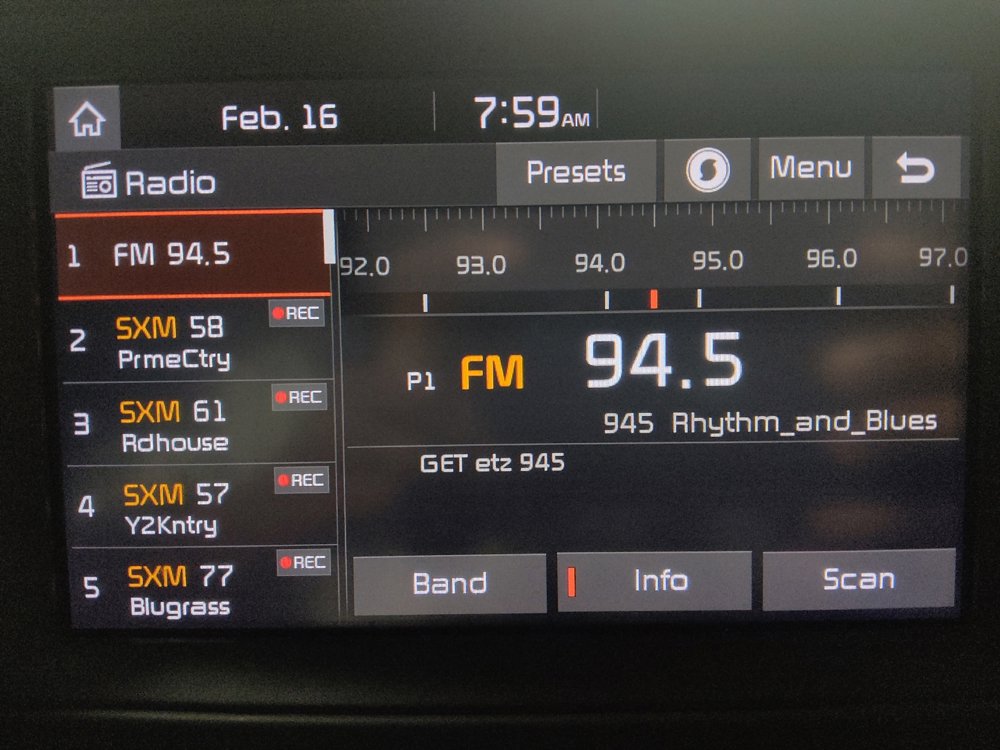 Feb. 16 7:59 AM
Radio Presets Menu
1 FM 94.5
2 SXM 58 REC
PrmeCtry
3 SXM 61 REC
Rdhouse
4 SXM 57 REC
Y2Kntry
5 SXM 77 REC
Blugrass
92.0 93.0 94.0 95.0 96.0 97.0
P1 FM 94.5
945 Rhythm_and_Blues
GET etz 945
Band Info Scan